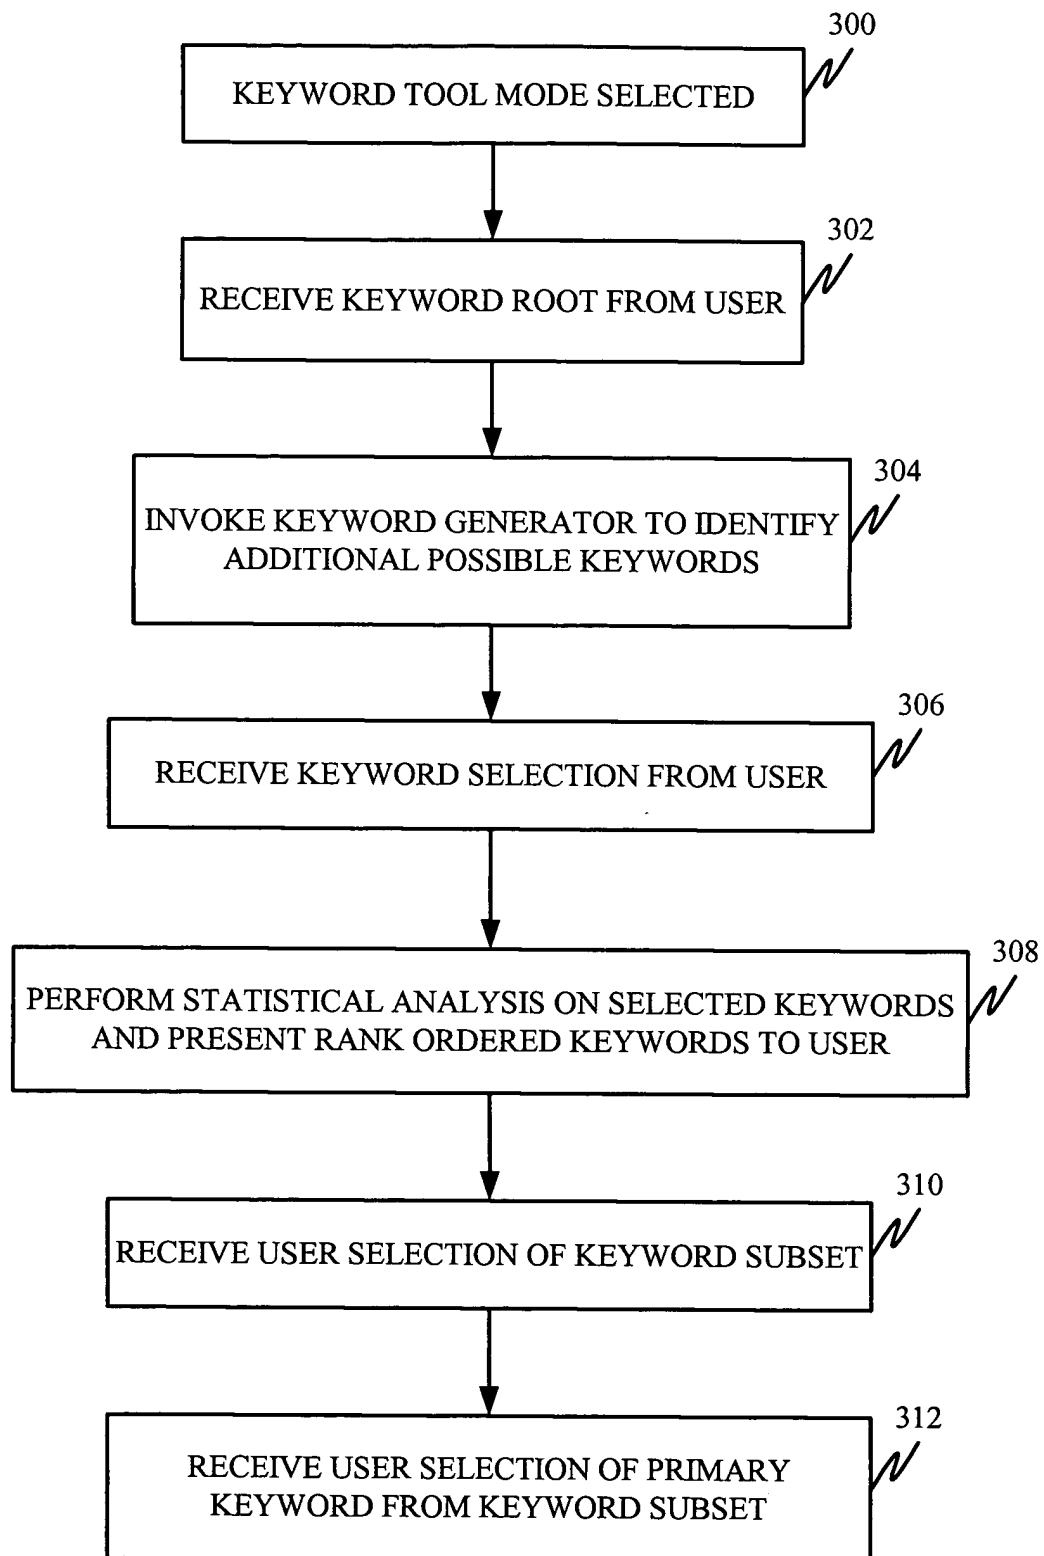 300
KEYWORD TOOL MODE SELECTED
302
RECEIVE KEYWORD ROOT FROM USER
304
INVOKE KEYWORD GENERATOR TO IDENTIFY
ADDITIONAL POSSIBLE KEYWORDS
306
RECEIVE KEYWORD SELECTION FROM USER
308
PERFORM STATISTICAL ANALYSIS ON SELECTED KEYWORDS
AND PRESENT RANK ORDERED KEYWORDS TO USER
310
RECEIVE USER SELECTION OF KEYWORD SUBSET
312
RECEIVE USER SELECTION OF PRIMARY
KEYWORD FROM KEYWORD SUBSET